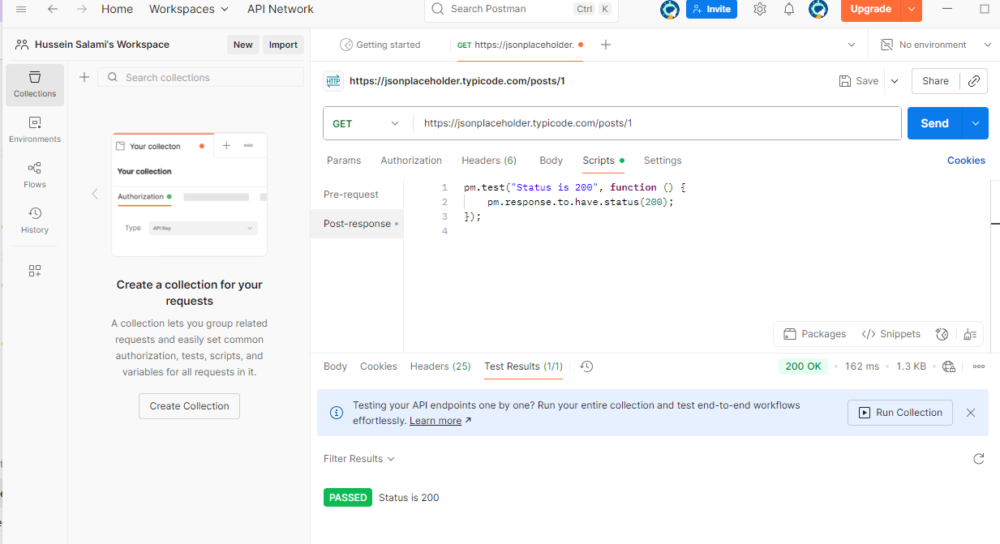 Home Workspaces API Network Search Postman Ctrl K Invite Upgrade
Hussein Salami's Workspace New Import
Getting started GET https://jsonplaceholder. No environment
Collections
Environments
Flows
History
Search collections
Your collecton
Your collection
Authorization
Type API Key
Create a collection for your
requests
A collection lets you group related
requests and easily set common
authorization, tests, scripts, and
variables for all requests in it.
Create Collection
HTTP https://jsonplaceholder.typicode.com/posts/1 Save Share
GET https://jsonplaceholder.typicode.com/posts/1 Send
Params Authorization Headers (6) Body Scripts Settings Cookies
Pre-request
Post-response
1 pm.test("Status is 200", function () {
2 pm.response.to.have.status(200);
3 });
4
Packages </> Snippets
Body Cookies Headers (25) Test Results (1/1) 200 OK 162 ms 1.3 KB
Testing your API endpoints one by one? Run your entire collection and test end-to-end workflows
effortlessly. Learn more
Run Collection
Filter Results
PASSED Status is 200